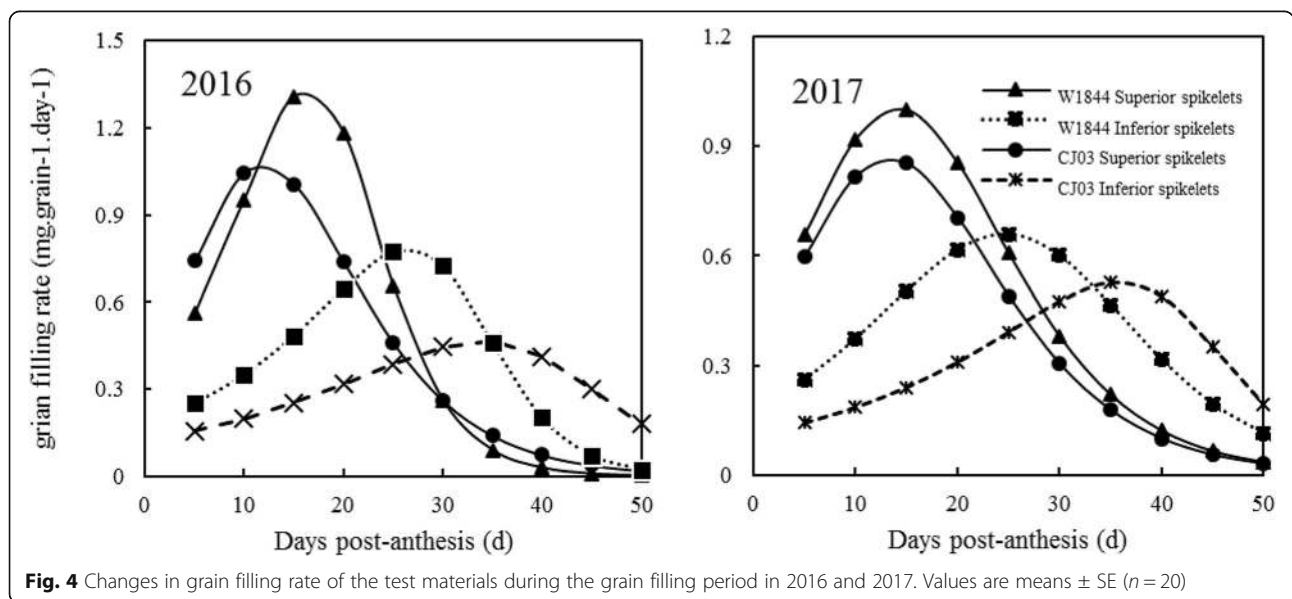 grian filling rate (mg.grain-1.day-1)
1.5
1.2
0.9
0.6
0.3
0
2016
0 10 20 30 40 50
Days post-anthesis (d)
1.2
0.9
0.6
0.3
0
2017
W1844 Superior spikelets
W1844 Inferior spikelets
CJ03 Superior spikelets
CJ03 Inferior spikelets
0 10 20 30 40 50
Days post-anthesis (d)
Fig. 4 Changes in grain filling rate of the test materials during the grain filling period in 2016 and 2017. Values are means ± SE (n = 20)